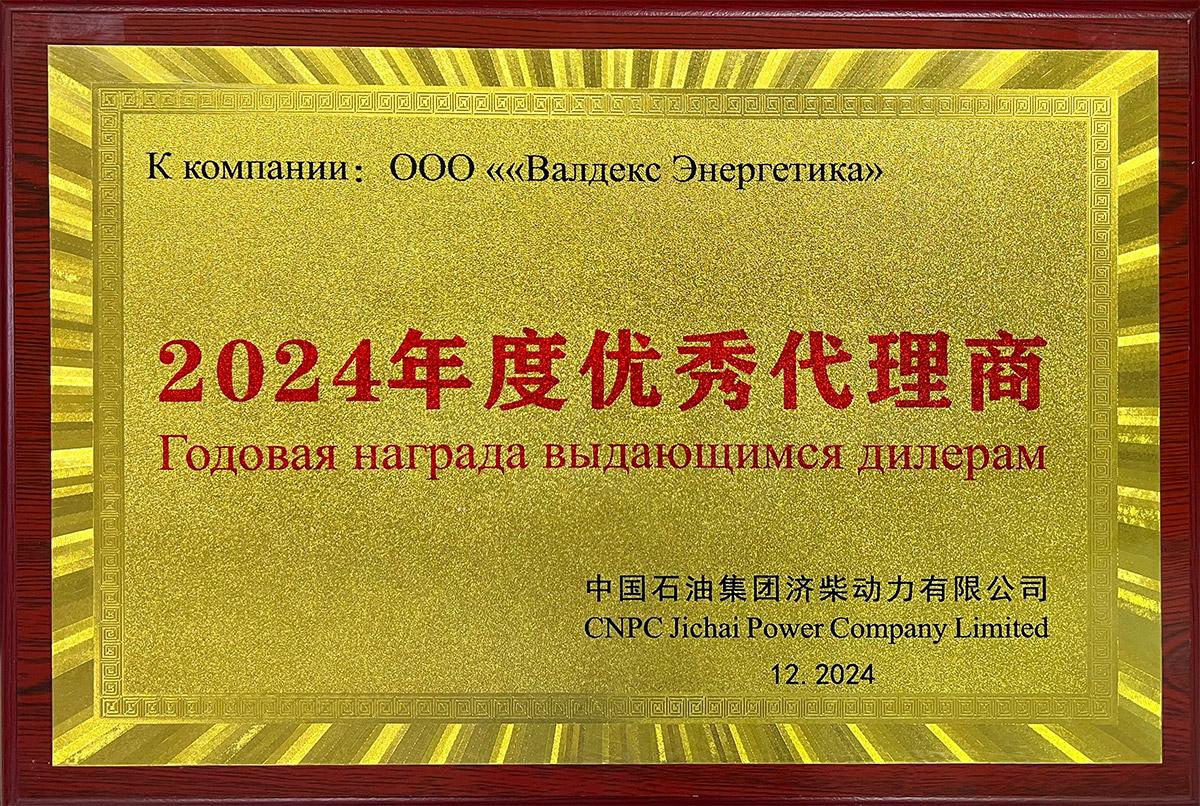 К компании： ООО ««Валдекс Энергетика»
2024年度优秀代理商
Годовая награда выдающимся дилерам
中国石油集团济柴动力有限公司
CNPC Jichai Power Company Limited
12. 2024